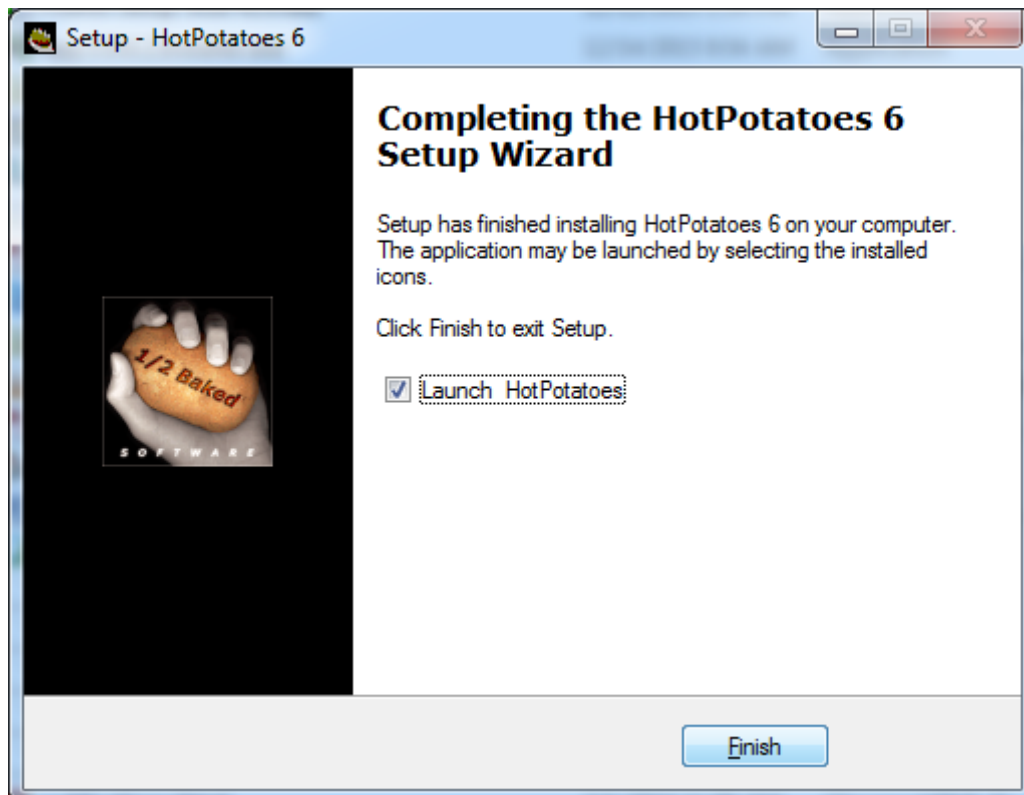 Setup - HotPotatoes 6
Completing the HotPotatoes 6
Setup Wizard
Setup has finished installing HotPotatoes 6 on your computer.
The application may be launched by selecting the installed
icons.
Click Finish to exit Setup.
Launch HotPotatoes
1/2 Baked
SOFTWARE
Finish